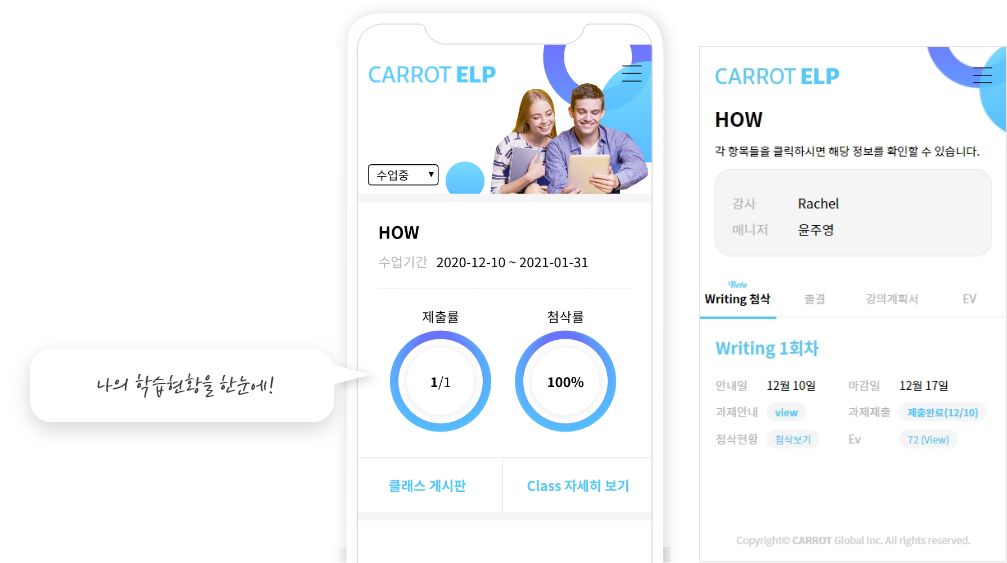 나의 학습현황을 한눈에!
CARROT ELP
수업중
HOW
수업기간 2020-12-10 ~ 2021-01-31
제출률 첨삭률
1/1 100%
클래스 게시판 Class 자세히 보기
CARROT ELP
HOW
각 항목들을 클릭하시면 해당 정보를 확인할 수 있습니다.
강사 Rachel
매니저 윤주영
Beta
Writing 첨삭 출결 강의계획서 EV
Writing 1회차
안내일 12월 10일 마감일 12월 17일
과제안내 view 과제제출 제출완료(12/10)
첨삭현황 첨삭보기 Ev 72 (View)
Copyright© CARROT Global Inc. All rights reserved.